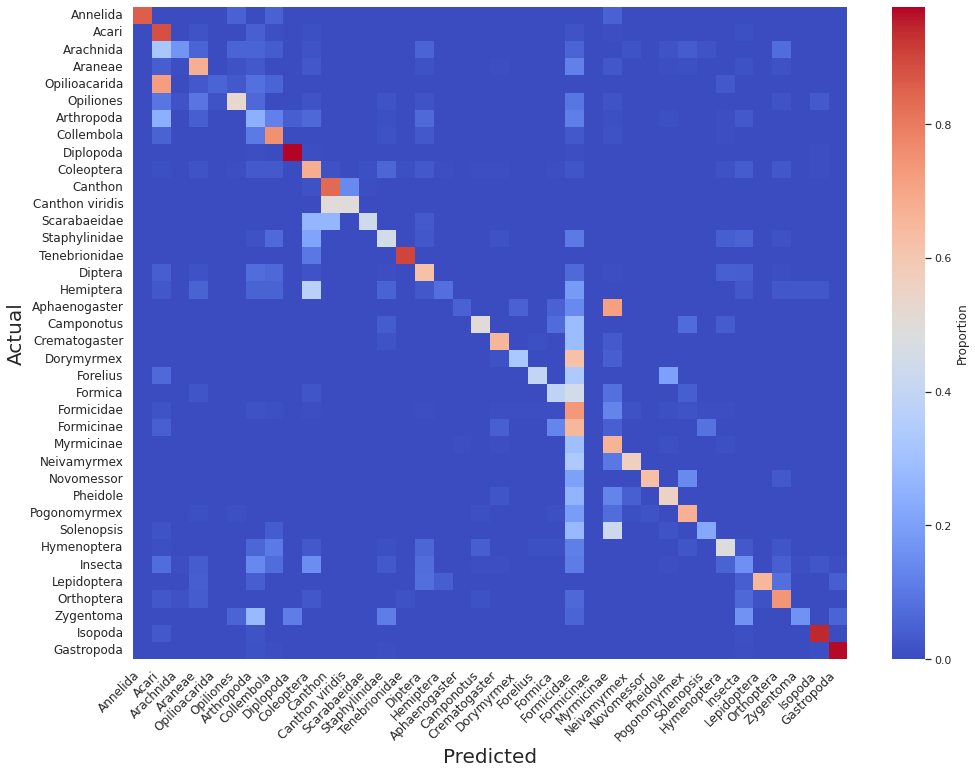 Annelida
Acari
Arachnida
Araneae
Opilioacarida
Opiliones
Arthropoda
Collembola
Diplopoda
Coleoptera
Canthon
Canthon viridis
Scarabaeidae
Staphylinidae
Tenebrionidae
Diptera
Hemiptera
Aphaenogaster
Camponotus
Crematogaster
Dorymyrmex
Forelius
Formica
Formicidae
Formicinae
Myrmicinae
Neivamyrmex
Novomessor
Pheidole
Pogonomyrmex
Solenopsis
Hymenoptera
Insecta
Lepidoptera
Orthoptera
Zygentoma
Isopoda
Gastropoda
Actual
Annelida
Acari
Arachnida
Araneae
Opilioacarida
Opiliones
Arthropoda
Collembola
Diplopoda
Coleoptera
Canthon
Canthon viridis
Scarabaeidae
Staphylinidae
Tenebrionidae
Diptera
Hemiptera
Aphaenogaster
Camponotus
Crematogaster
Dorymyrmex
Forelius
Formica
Formicidae
Formicinae
Myrmicinae
Neivamyrmex
Novomessor
Pheidole
Pogonomyrmex
Solenopsis
Hymenoptera
Insecta
Lepidoptera
Orthoptera
Zygentoma
Isopoda
Gastropoda
Predicted
0.8
0.6
0.4
0.2
0.0
Proportion